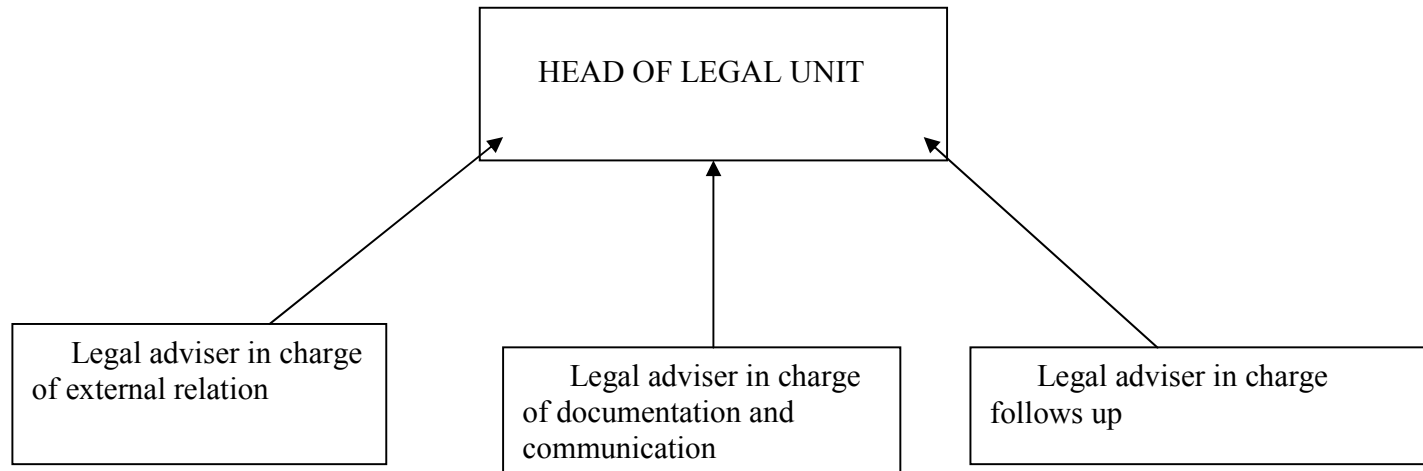 HEAD OF LEGAL UNIT
Legal adviser in charge
of external relation
Legal adviser in charge
of documentation and
communication
Legal adviser in charge
follows up